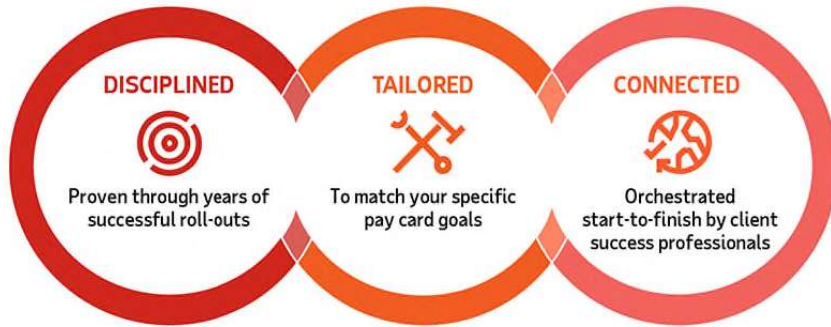 DISCIPLINED
Proven through years of
successful roll-outs
TAILORED
To match your specific
pay card goals
CONNECTED
Orchestrated
start-to-finish by client
success professionals